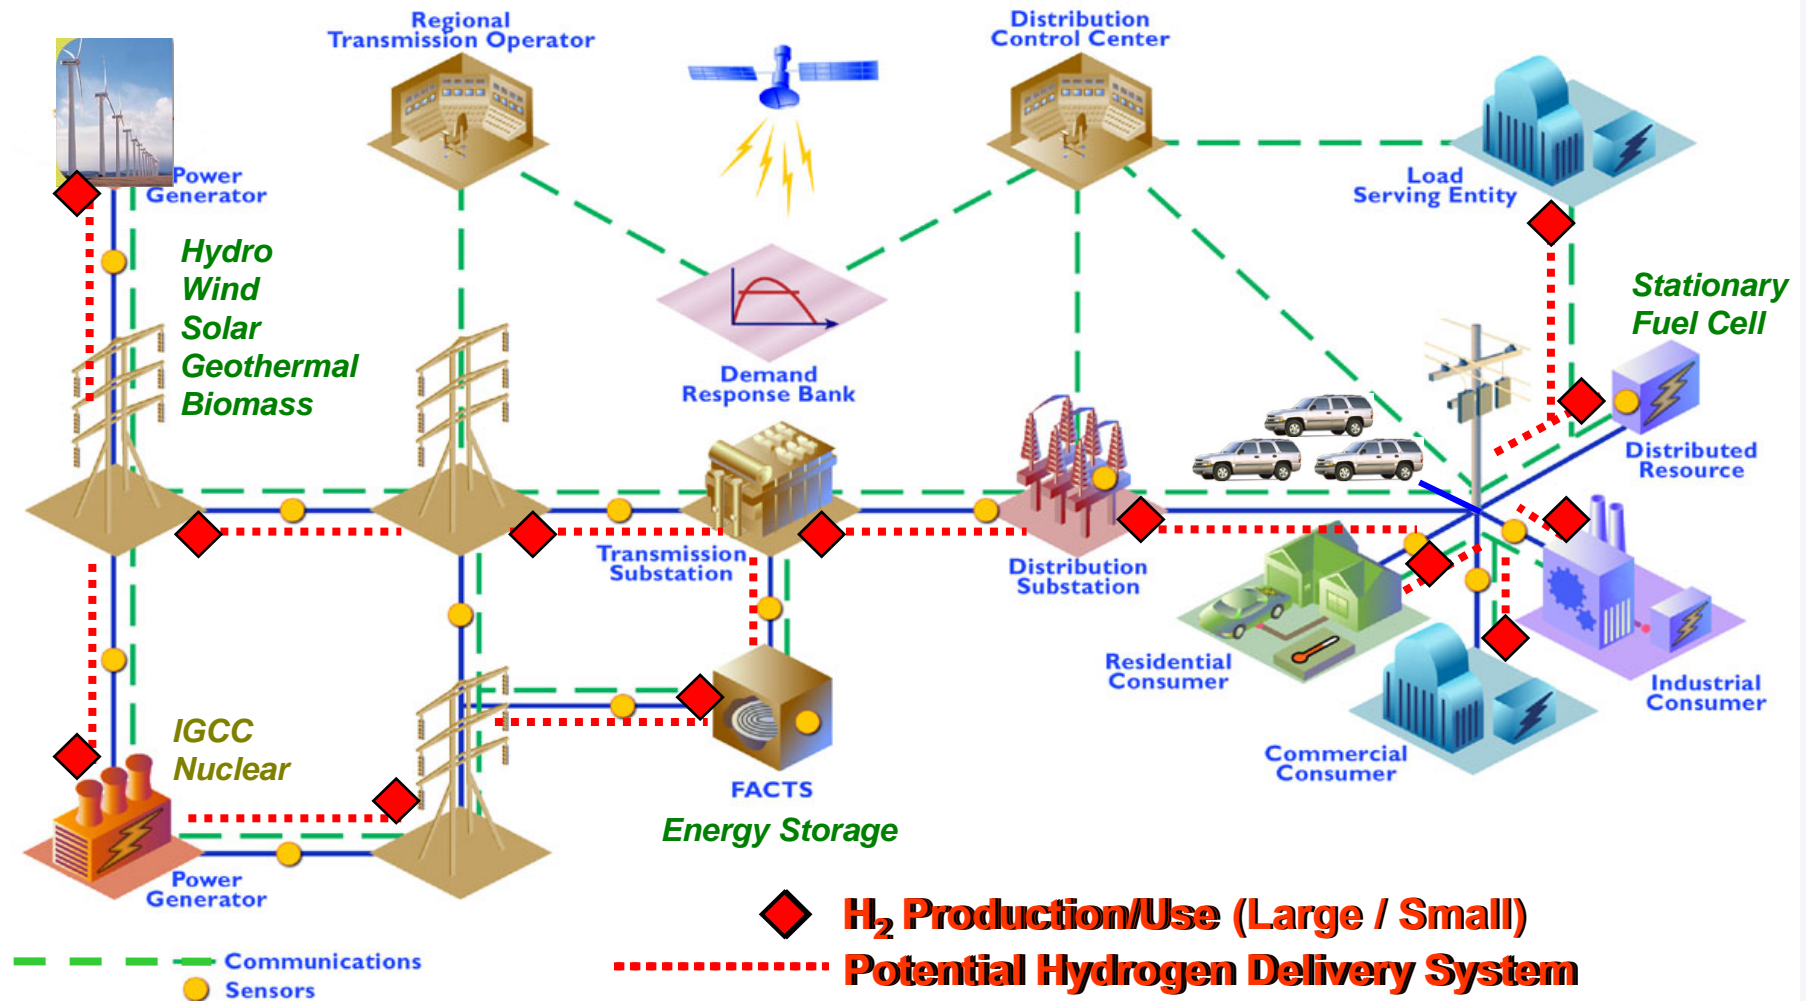 Regional
Transmission Operator
Distribution
Control Center
Power
Generator
Load
Serving Entity
Hydro
Wind
Solar
Geothermal
Biomass
Stationary
Fuel Cell
Demand
Response Bank
Distributed
Resource
Transmission
Substation
Distribution
Substation
Residential
Consumer
Industrial
Consumer
IGCC
Nuclear
Commercial
Consumer
FACTS
Energy Storage
Power
Generator
H₂ Production/Use (Large / Small)
Potential Hydrogen Delivery System
Communications
Sensors